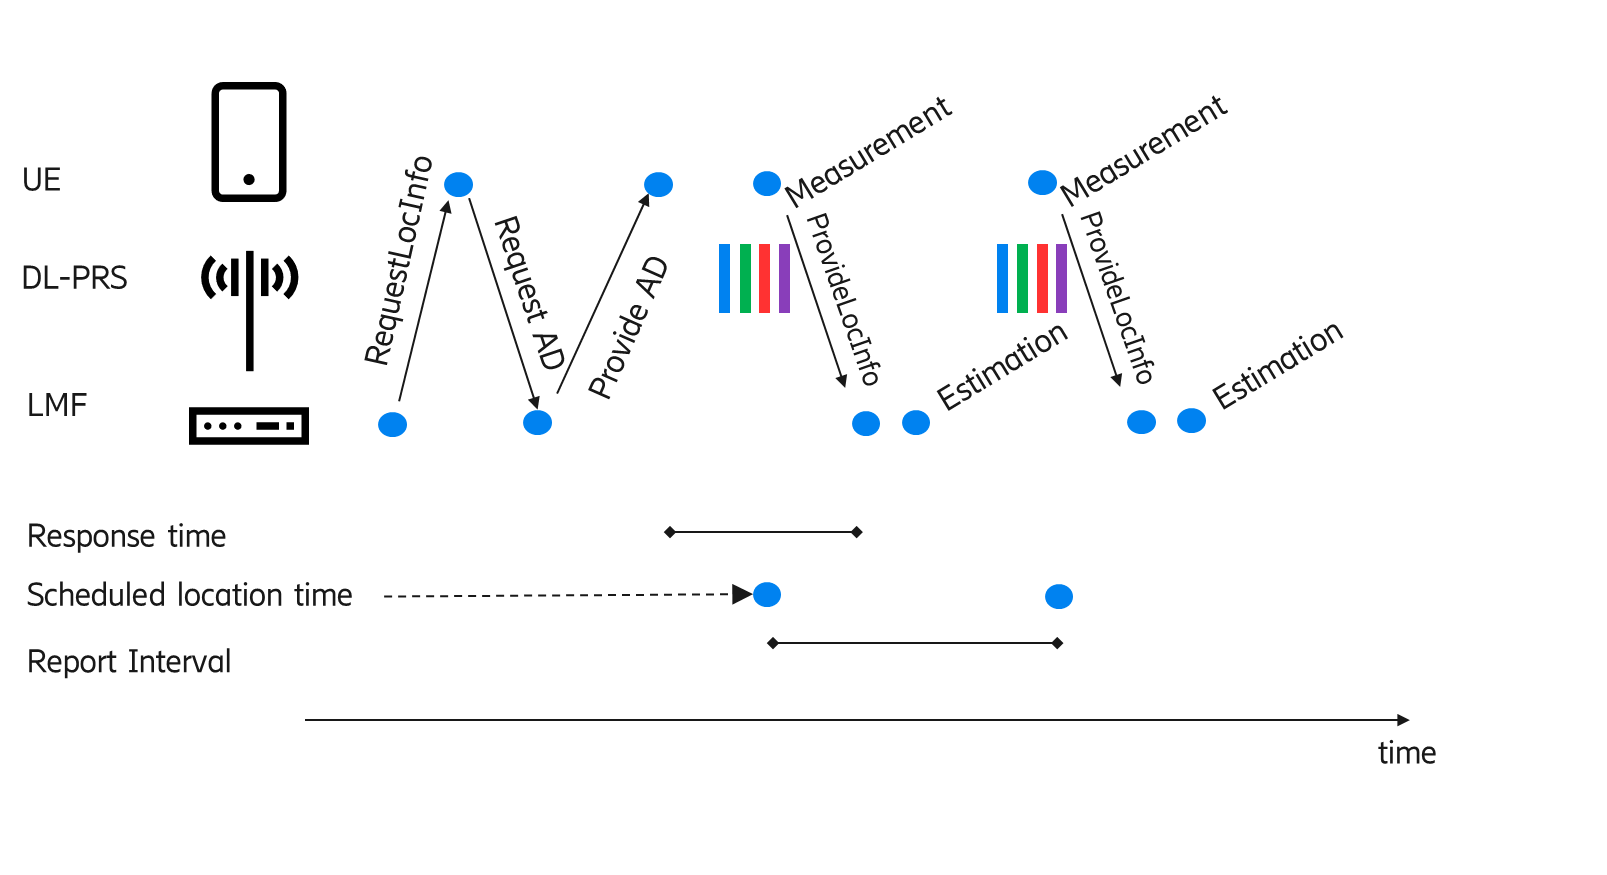 UE
DL-PRS
LMF
RequestLocInfo
Request AD
Provide AD
Measurement
ProvideLocInfo
Estimation
Measurement
ProvideLocInfo
Estimation
Response time
Scheduled location time
Report Interval
time